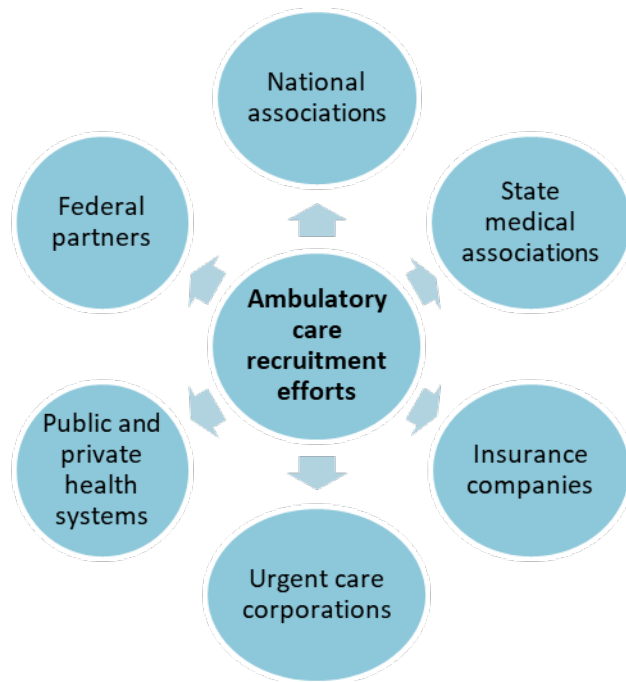 National
associations
Federal
partners
State
medical
associations
Ambulatory
care
recruitment
efforts
Public and
private
health
systems
Insurance
companies
Urgent care
corporations